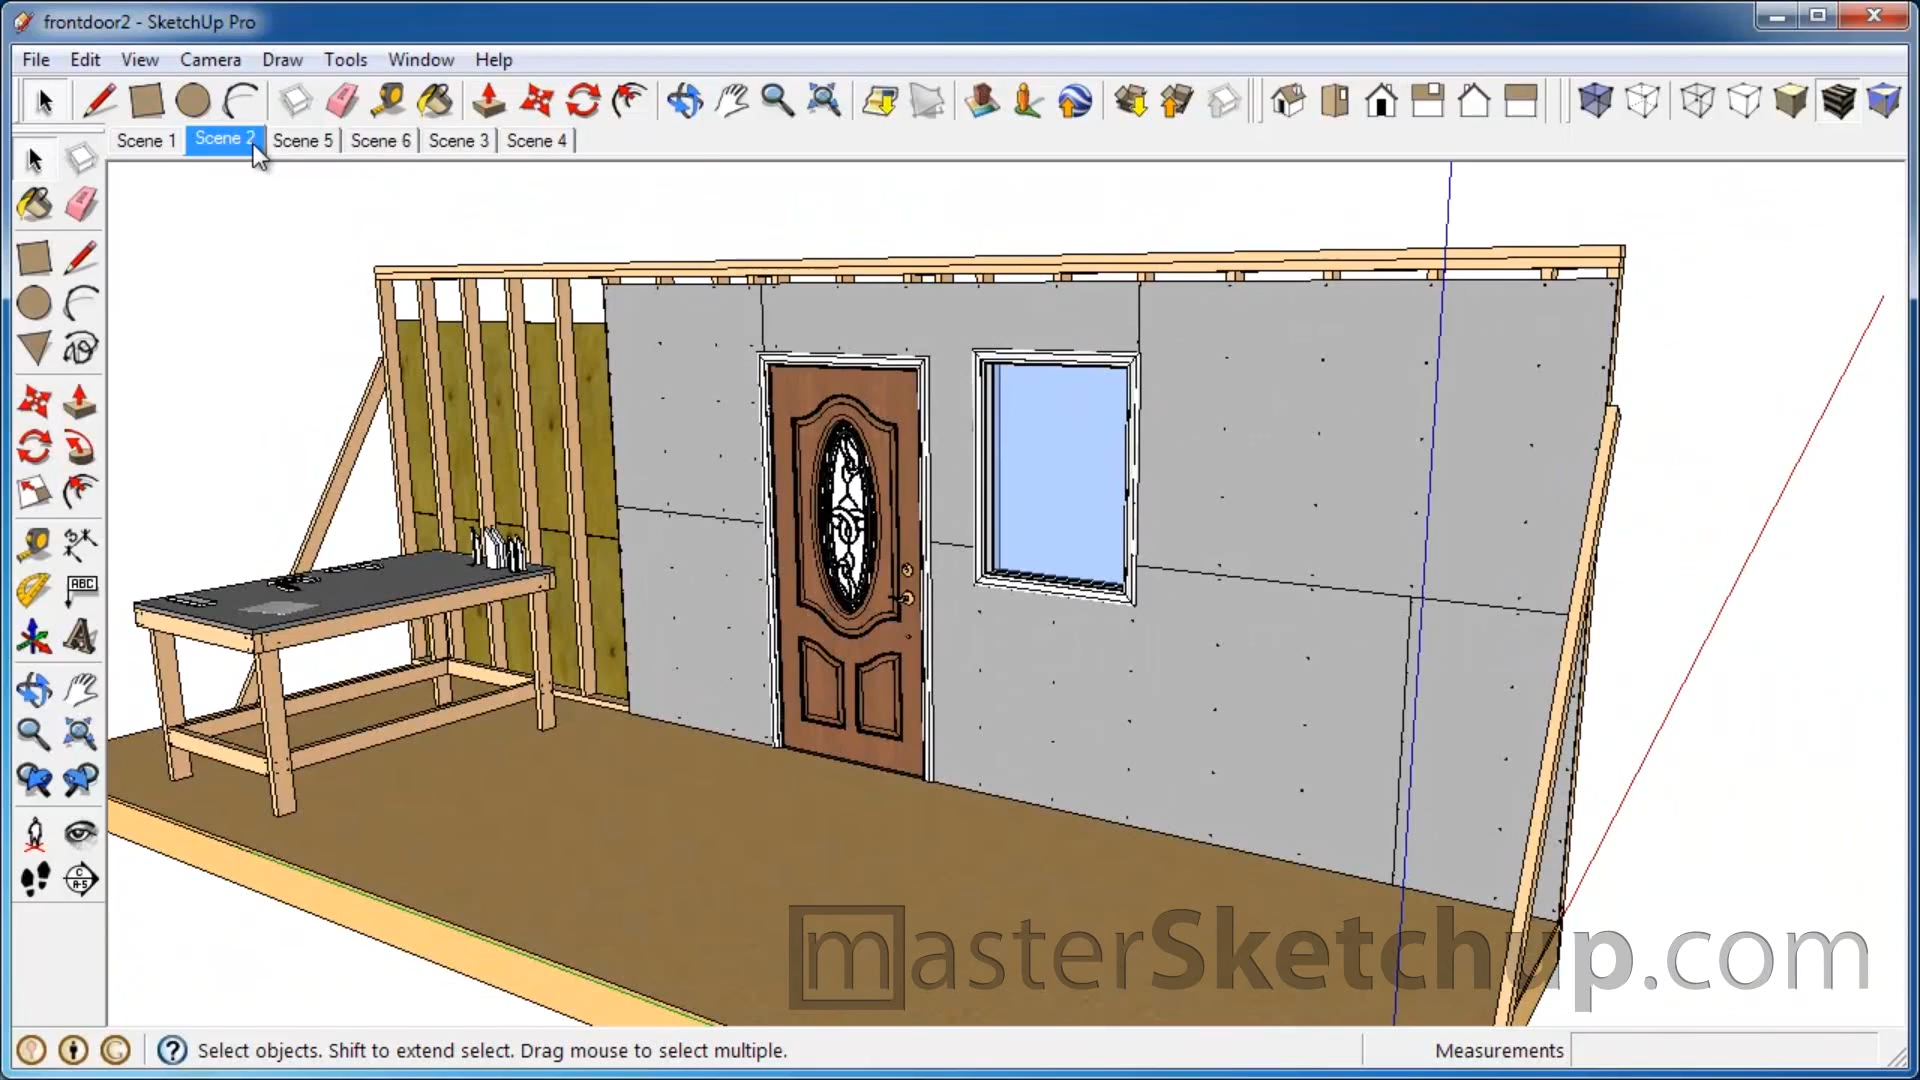 frontdoor2 - SketchUp Pro
File Edit View Camera Draw Tools Window Help
Scene 1 Scene 2 Scene 5 Scene 6 Scene 3 Scene 4
ABC
A
C
A-5
masterSketchup.com
Select objects. Shift to extend select. Drag mouse to select multiple.
Measurements